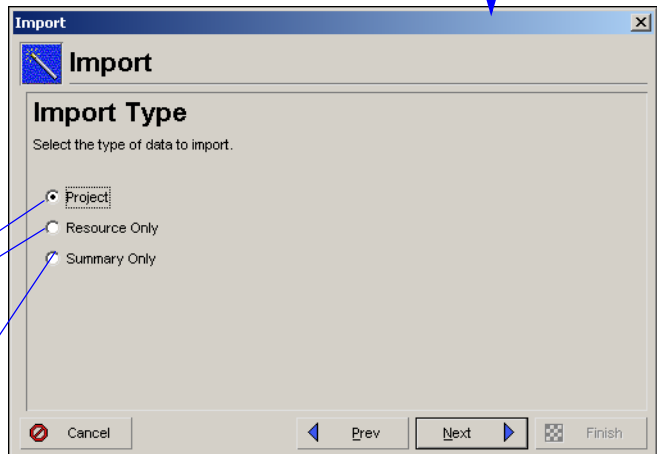 Import
Import
Import Type
Select the type of data to import.
Project
Resource Only
Summary Only
Cancel
Prev
Next
Finish